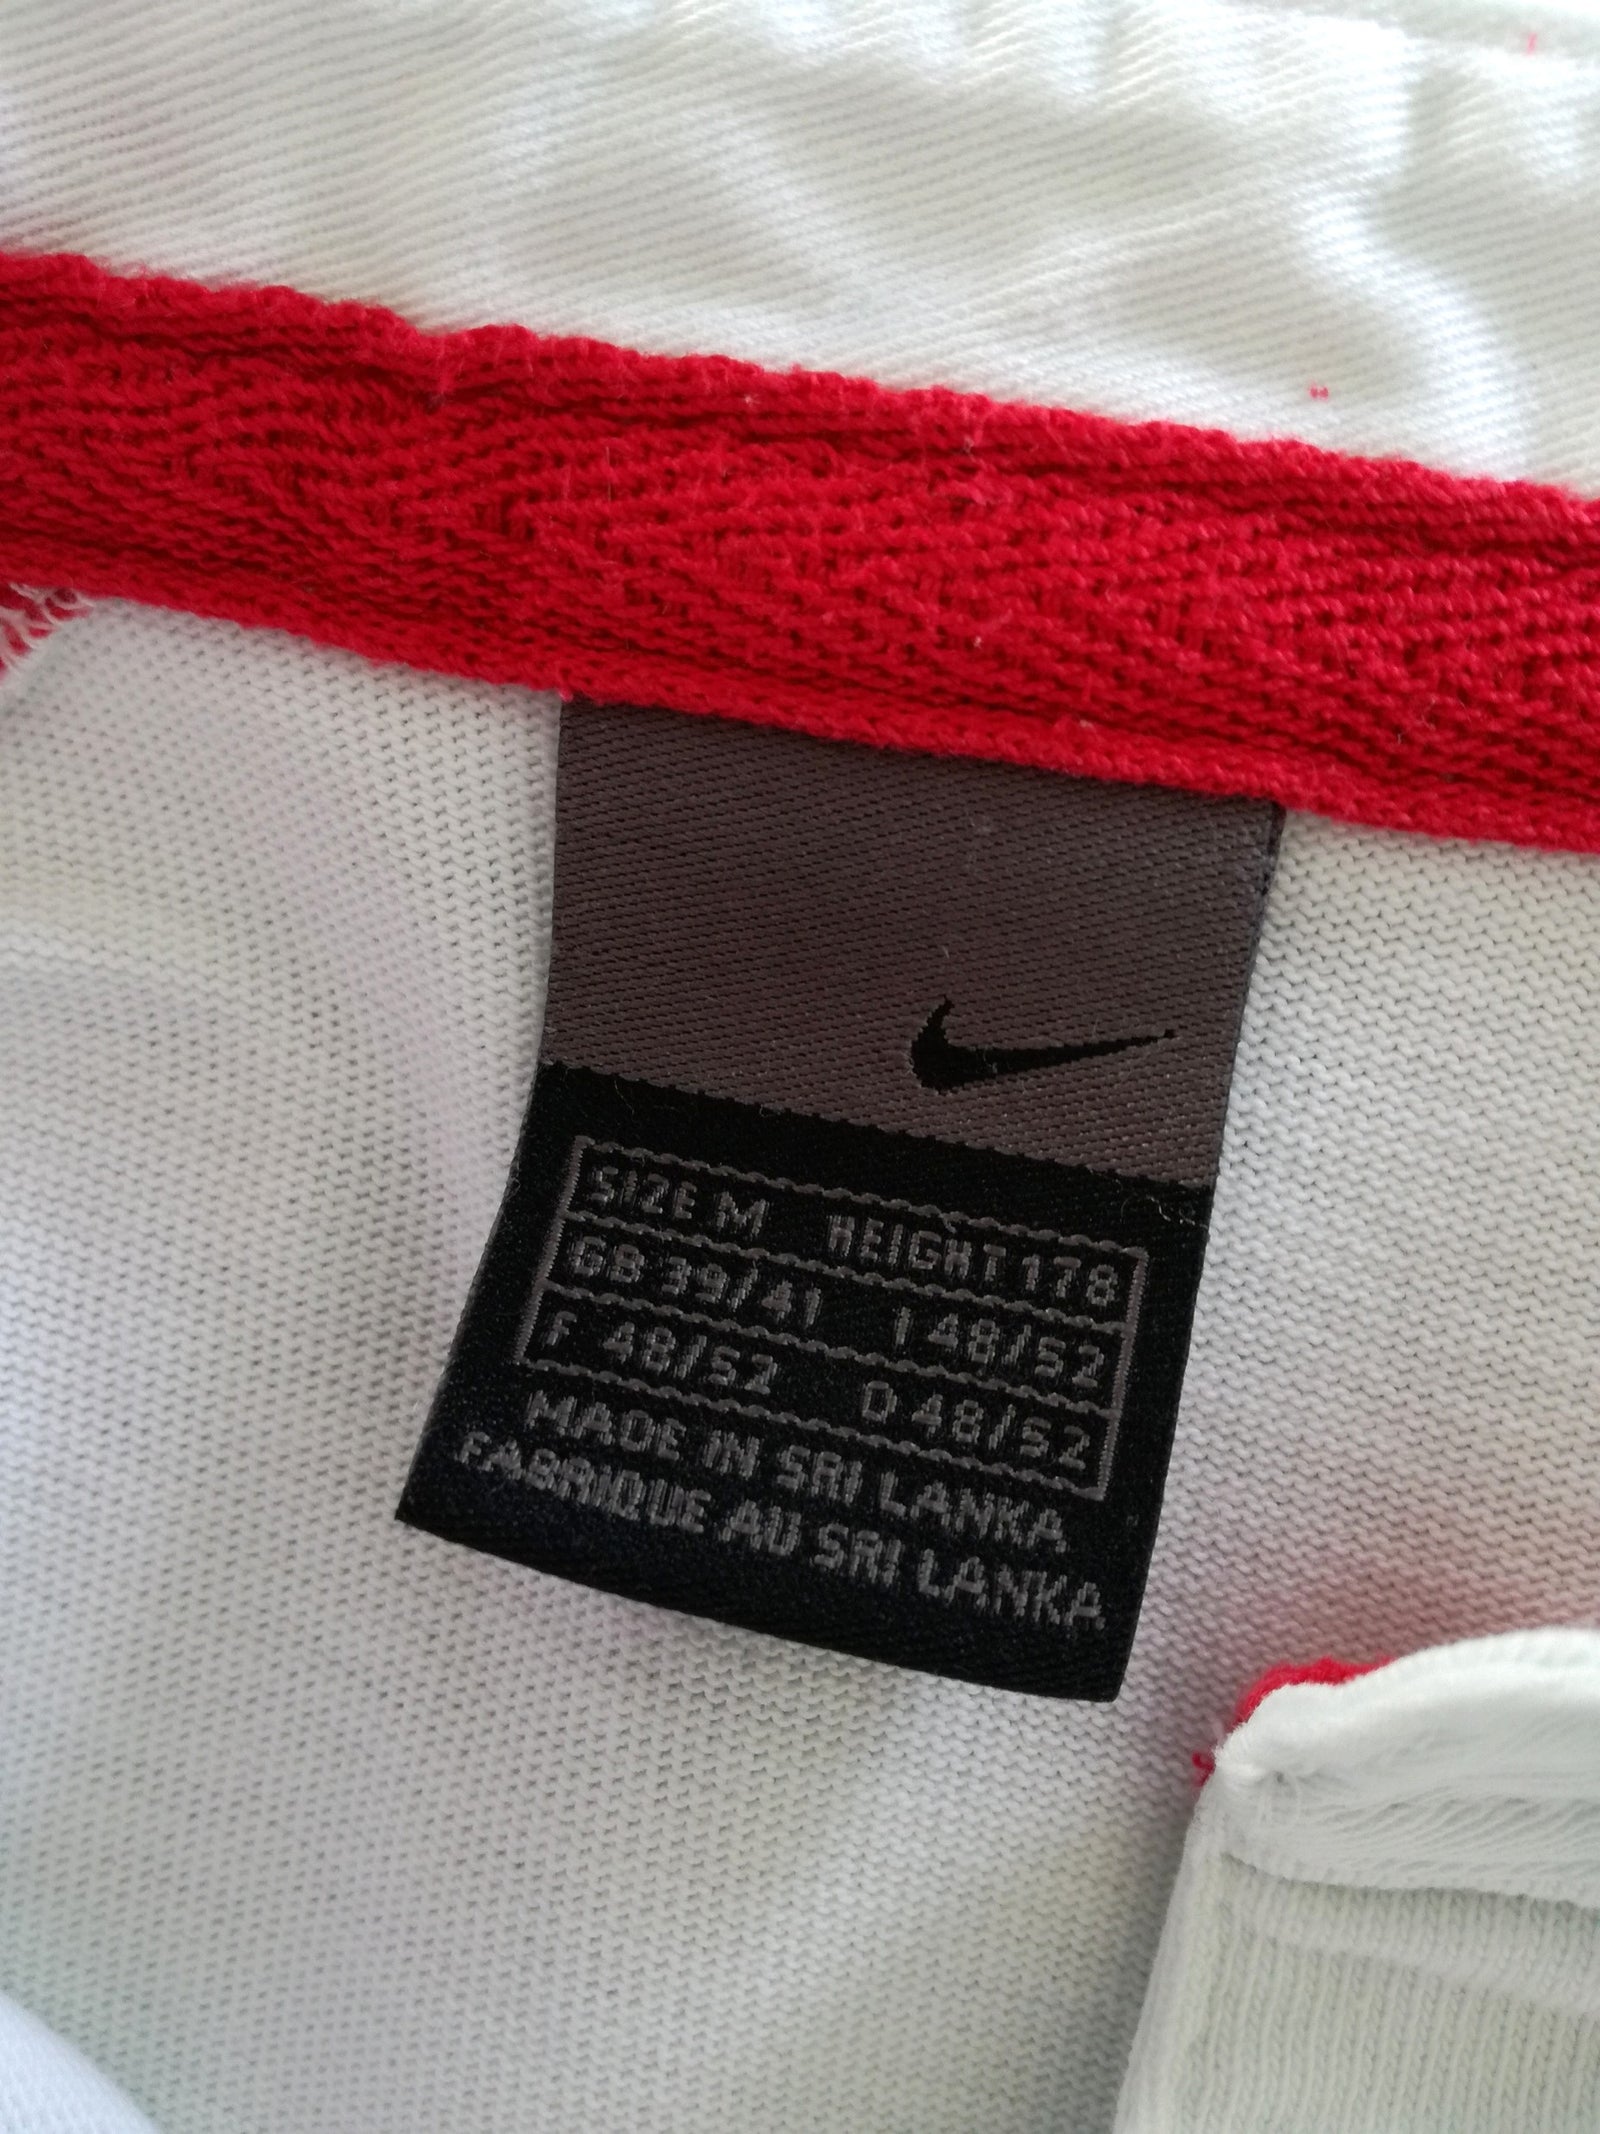 SIZE M HEIGHT 178
GB 39/41 I 48/52
F 48/52 D 48/52
MADE IN SRI LANKA
FABRIQUE AU SRI LANKA